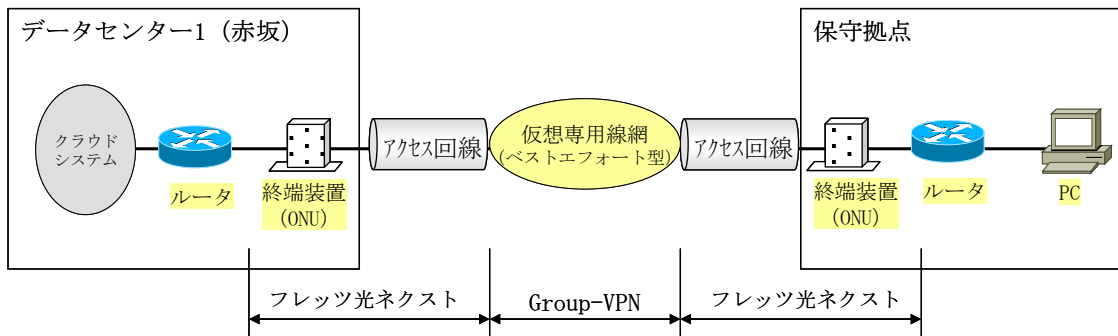 データセンター1（赤坂）
保守拠点
クラウド
システム
ルータ
終端装置
(ONU)
アクセス回線
仮想専用線網
(ベストエフォート型)
アクセス回線
終端装置
(ONU)
ルータ
PC
フレッツ光ネクスト
Group-VPN
フレッツ光ネクスト